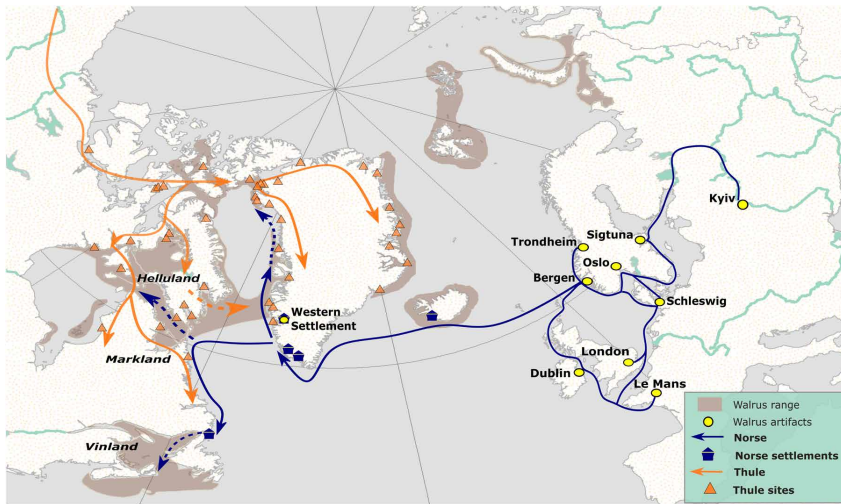 Kyiv
Sigtuna
Trondheim
Oslo
Bergen
Helluland
Schleswig
Western
Settlement
Markland
London
Dublin
Le Mans
Vinland
Walrus range
Walrus artifacts
Norse
Norse settlements
Thule
Thule sites